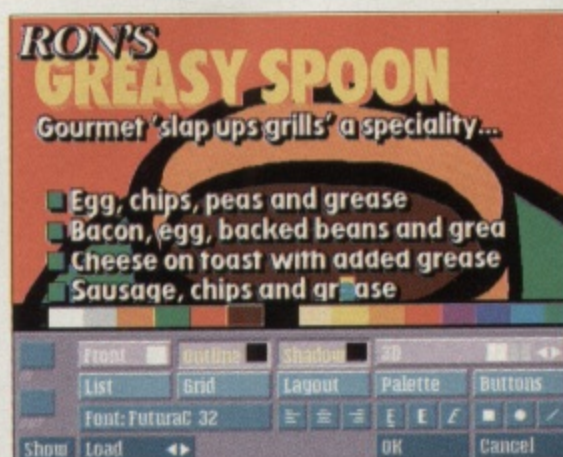 RON'S
GREASY SPOON
Gourmet 'slap ups grills' a speciality...
Egg, chips, peas and grease
Bacon, egg, backed beans and grea
Cheese on toast with added grease
Sausage, chips and grease
Front Outline Shadow 3D
List Grid Layout Palette Buttons
Font: FuturaC 32 E E E
Show Load OK Cancel